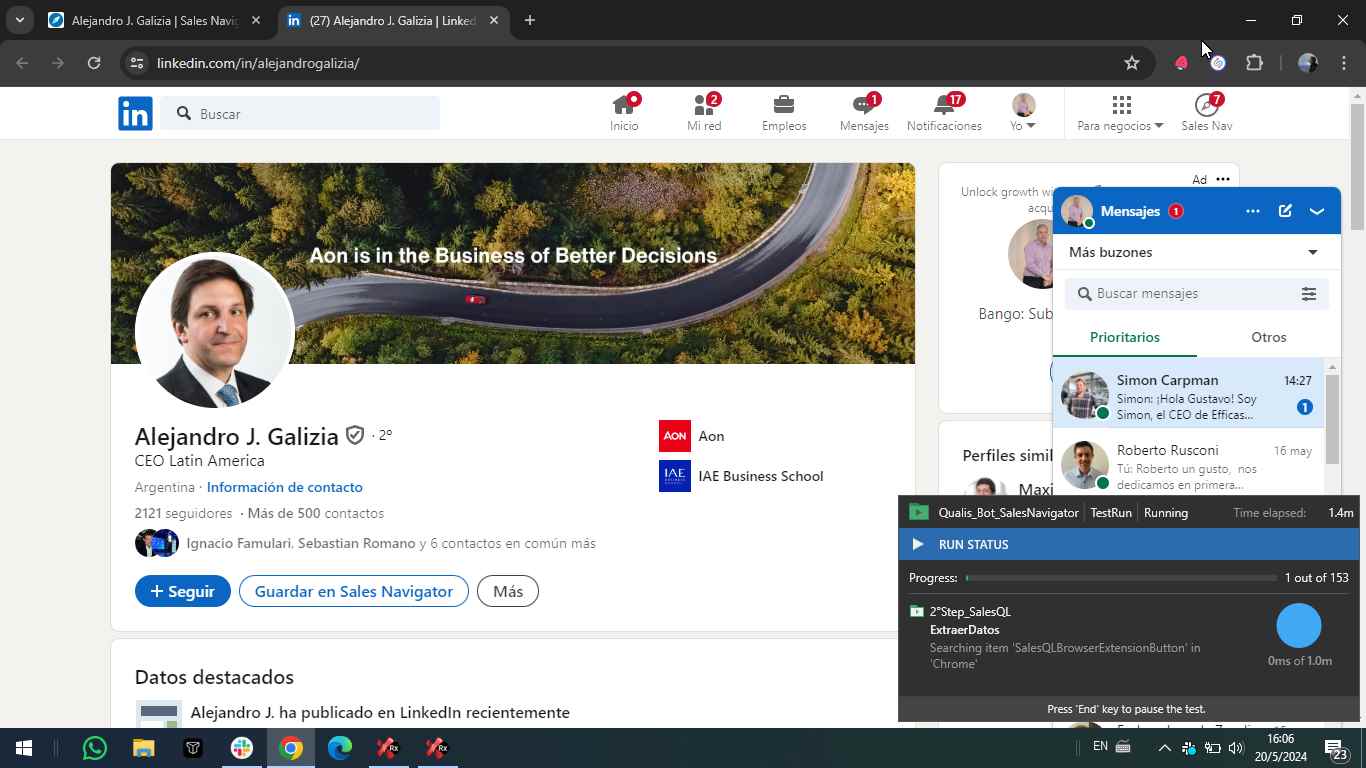 Alejandro J. Galizia | Sales Navig
(27) Alejandro J. Galizia | Linked
linkedin.com/in/alejandrogalizia/
in
Buscar
Inicio
2
Mi red
Empleos
1
Mensajes
17
Notificaciones
Yo
Para negocios
7
Sales Nav
Aon is in the Business of Better Decisions
Alejandro J. Galizia · 2º
CEO Latin America
Argentina · Información de contacto
2121 seguidores · Más de 500 contactos
Ignacio Famulari, Sebastian Romano y 6 contactos en común más
+ Seguir
Guardar en Sales Navigator
Más
AON Aon
IAE IAE Business School
Datos destacados
Alejandro J. ha publicado en LinkedIn recientemente
Ad
Unlock growth wi
acqu
Bango: Sub
Perfiles simil
Maxi
Mensajes 1
Más buzones
Buscar mensajes
Prioritarios
Otros
Simon Carpman 14:27
Simon: ¡Hola Gustavo! Soy
Simon, el CEO de Efficas... 1
Roberto Rusconi 16 may
Tú: Roberto un gusto, nos
dedicamos en primera...
Qualis_Bot_SalesNavigator TestRun Running Time elapsed: 1.4m
RUN STATUS
Progress: 1 out of 153
2°Step_SalesQL
ExtraerDatos
Searching item 'SalesQLBrowserExtensionButton' in
'Chrome'
0ms of 1.0m
Press 'End' key to pause the test.
Rx
Rx
EN
16:06
20/5/2024
23